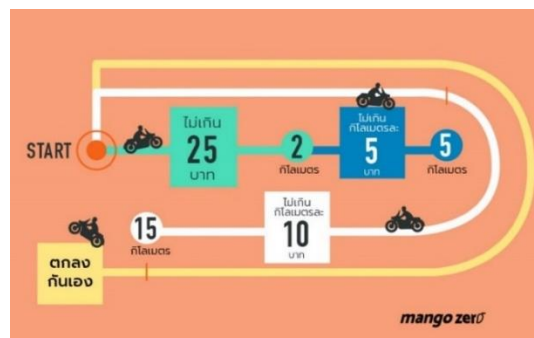 START
ไม่เกิน
25
บาท
2
กิโลเมตร
ไม่เกิน
กิโลเมตรละ
5
บาท
5
กิโลเมตร
15
กิโลเมตร
ไม่เกิน
กิโลเมตรละ
10
บาท
ตกลง
กันเอง
mango zero